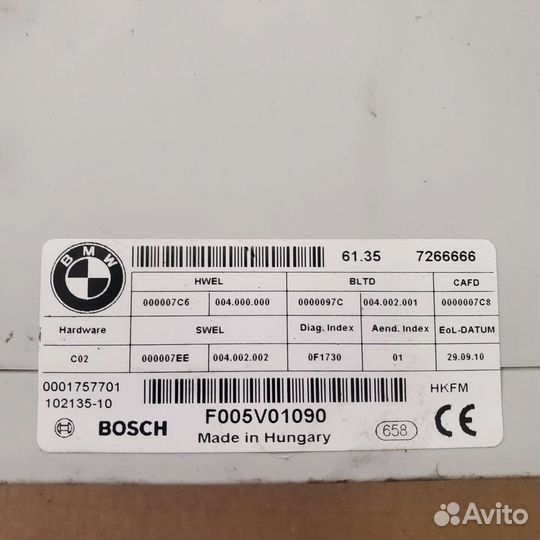 BMW
61.35 7266666
HWEL BLTD CAFD
000007C6 004.000.000 0000097C 004.002.001 0000007C8
Hardware SWEL Diag. Index Aend. Index EoL-DATUM
C02 000007EE 004.002.002 0F1730 01 29.09.10
0001757701 HKFM
102135-10 F005V01090
BOSCH Made in Hungary 658 CE
Avito